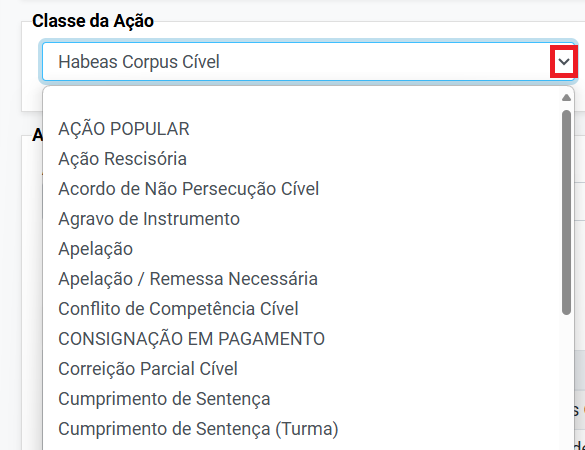 Classe da Ação
Habeas Corpus Cível
AÇÃO POPULAR
Ação Rescisória
Acordo de Não Persecução Cível
Agravo de Instrumento
Apelação
Apelação / Remessa Necessária
Conflito de Competência Cível
CONSIGNAÇÃO EM PAGAMENTO
Correição Parcial Cível
Cumprimento de Sentença
Cumprimento de Sentença (Turma)